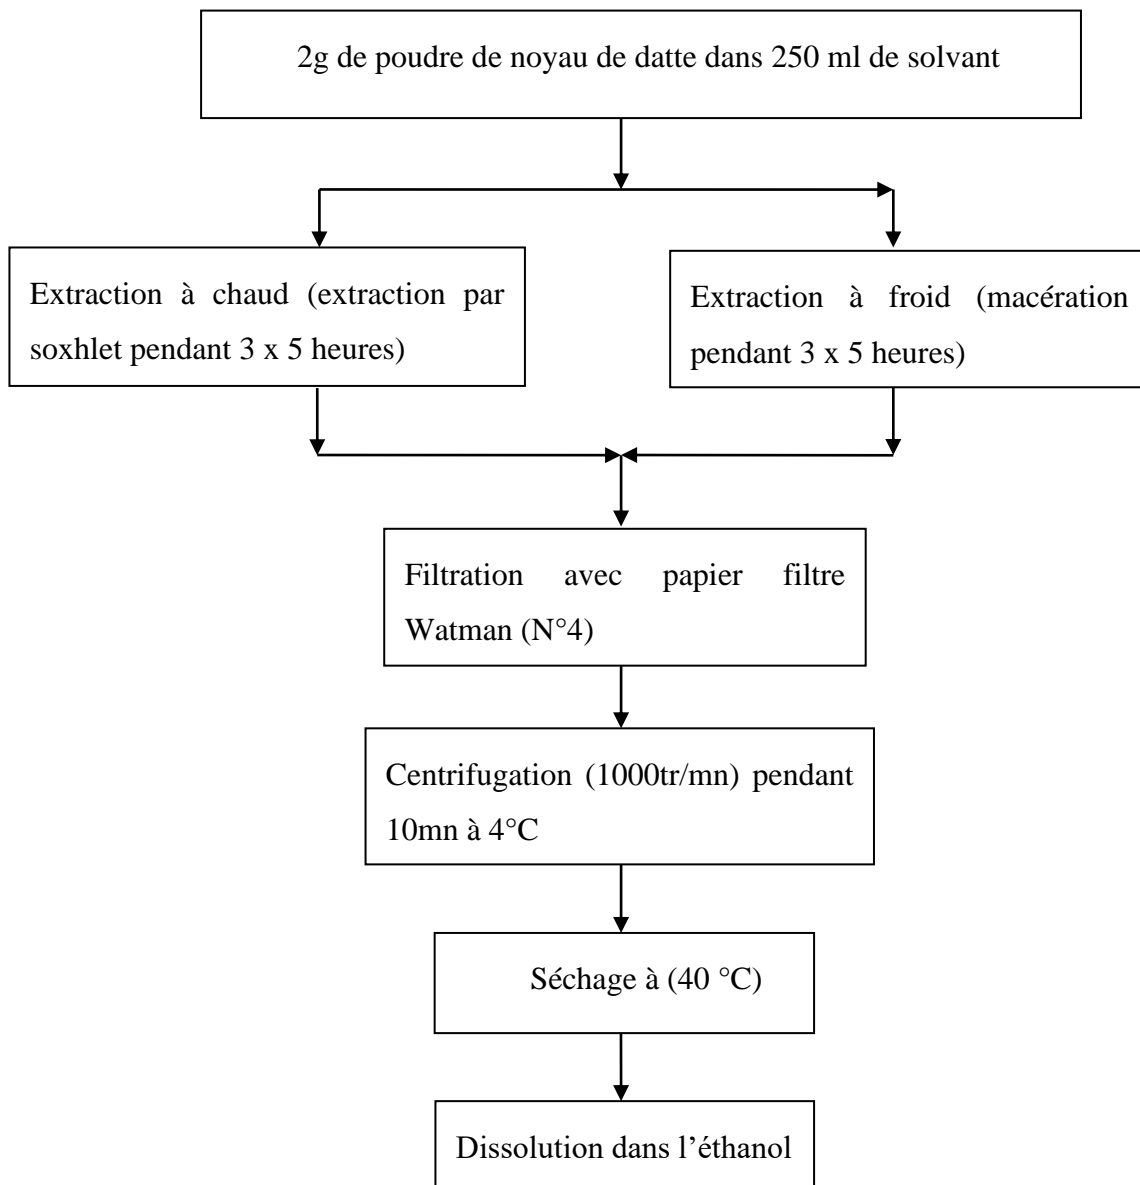 2g de poudre de noyau de datte dans 250 ml de solvant
Extraction à chaud (extraction par
soxhlet pendant 3 x 5 heures)
Extraction à froid (macération
pendant 3 x 5 heures)
Filtration avec papier filtre
Watman (N°4)
Centrifugation (1000tr/mn) pendant
10mn à 4°C
Séchage à (40 °C)
Dissolution dans l’éthanol